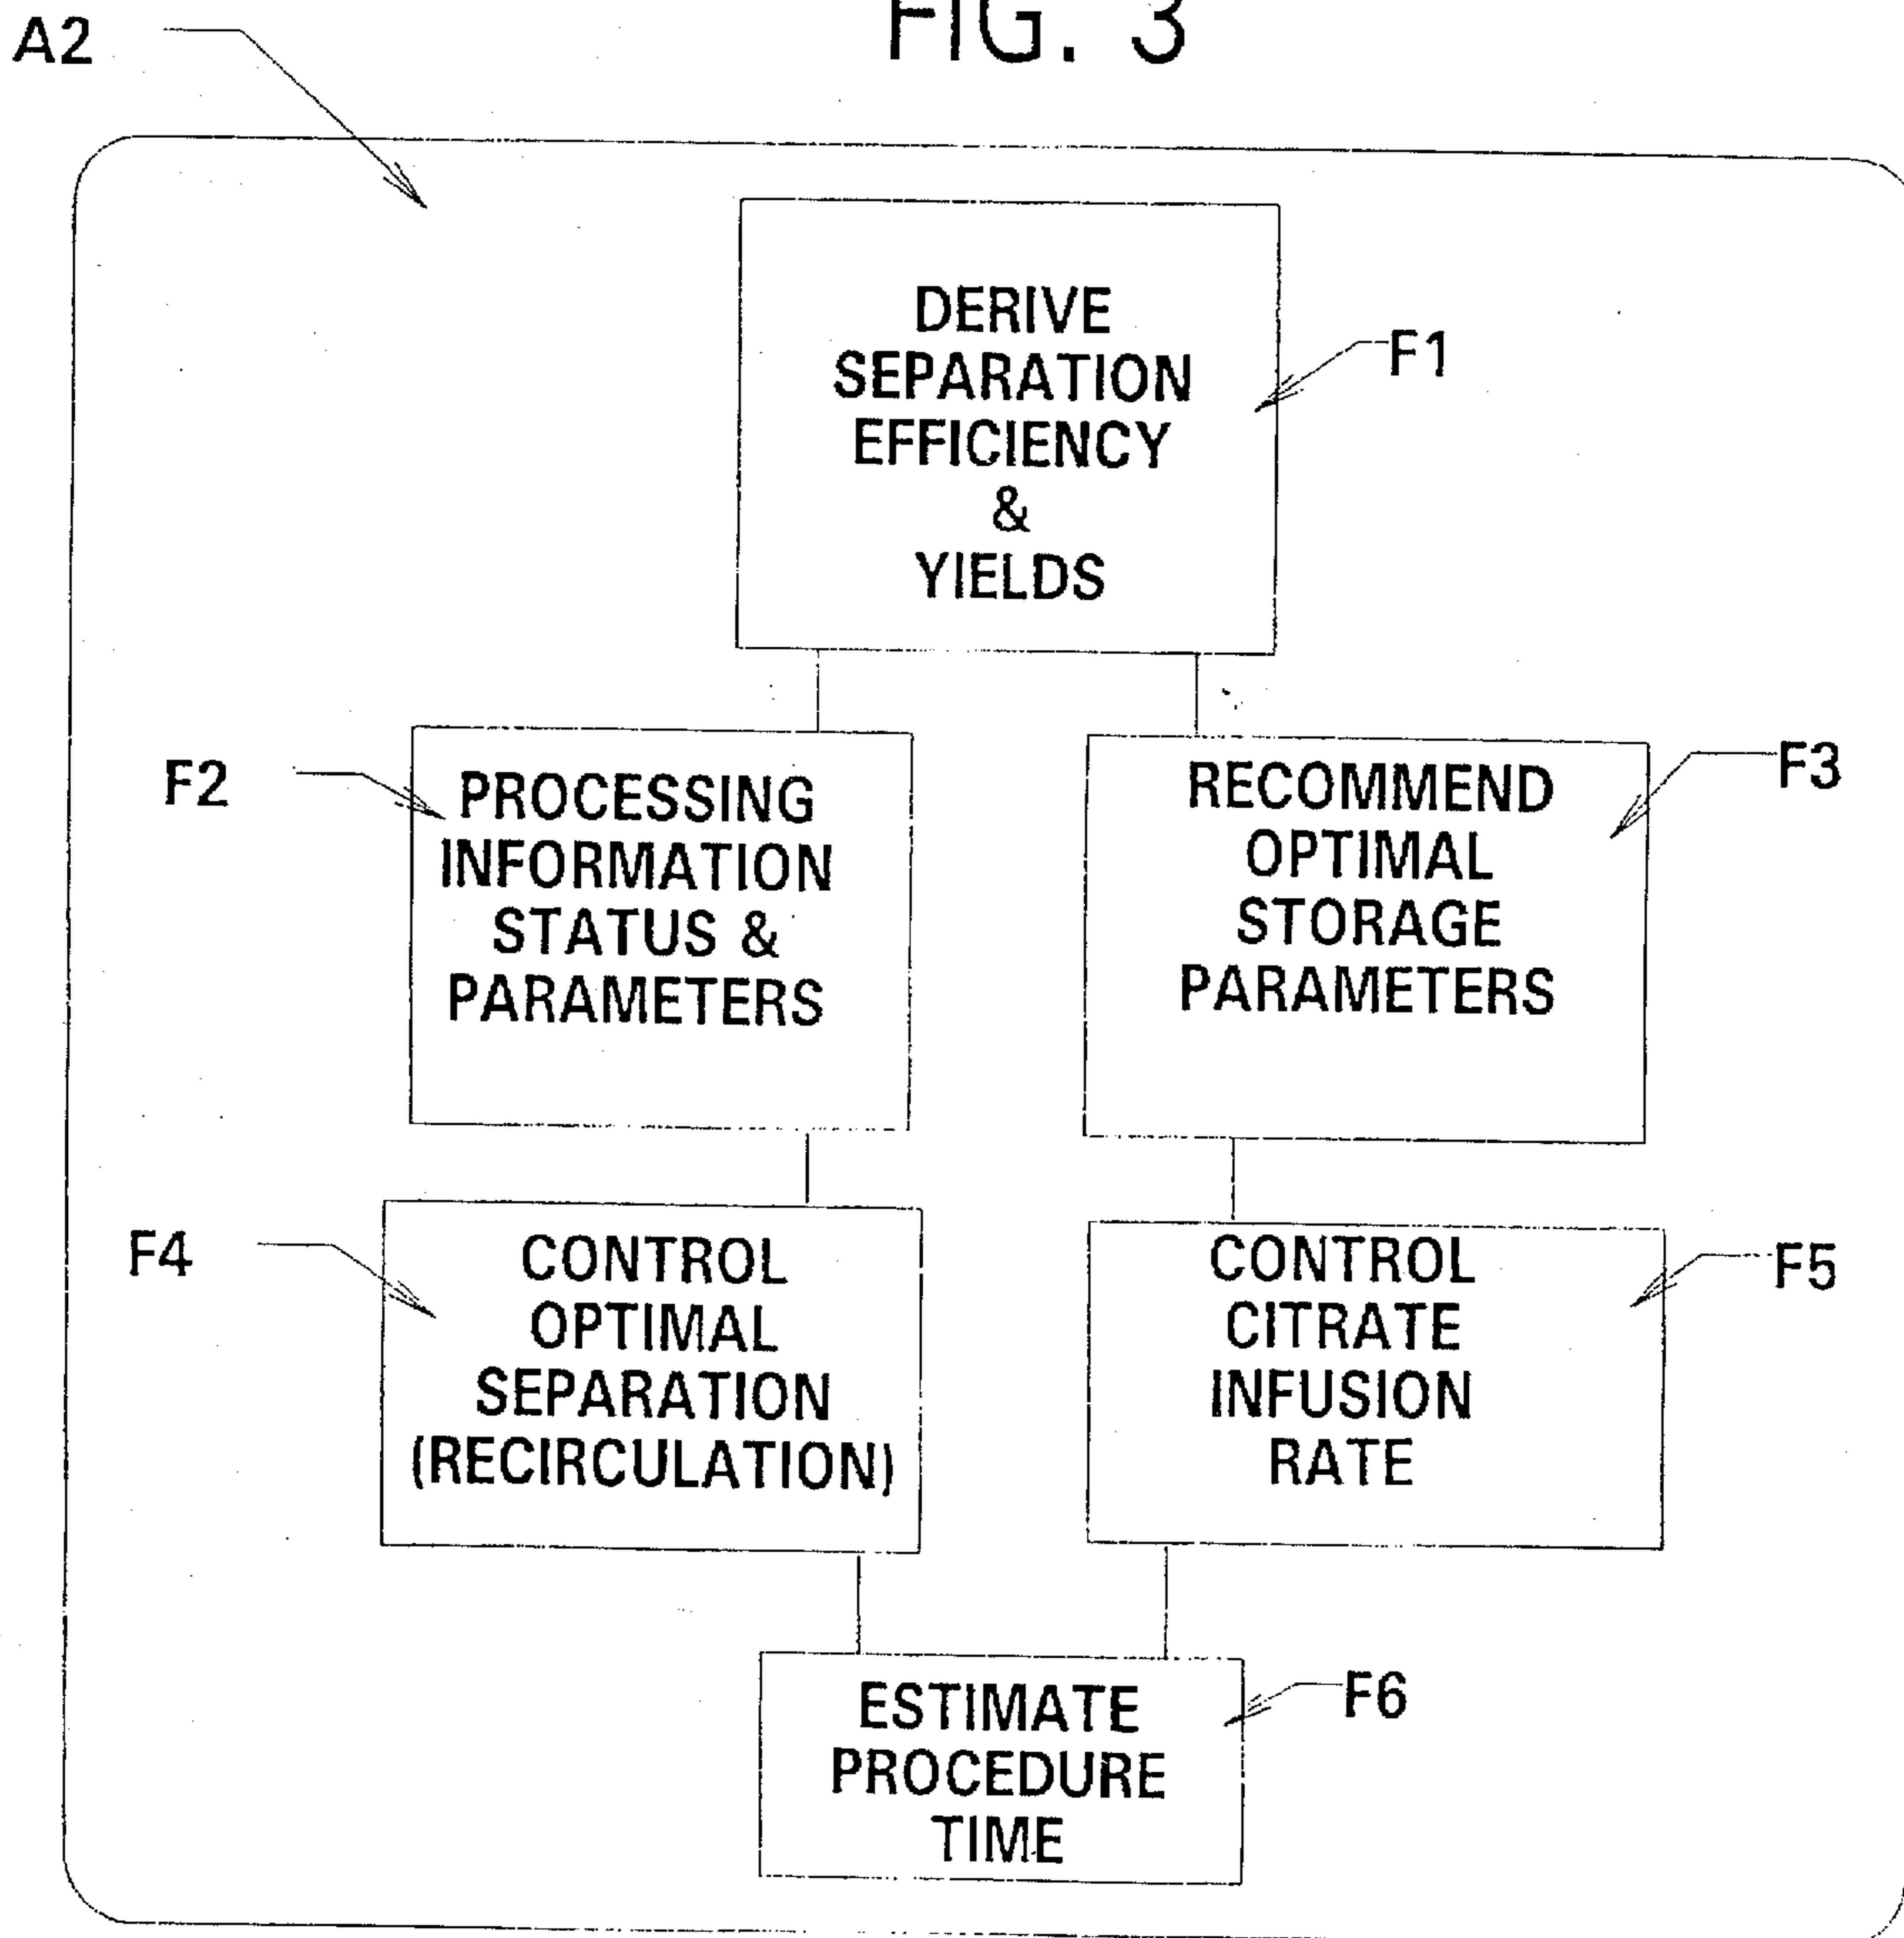 FIG. 3
A2
DERIVE
SEPARATION
EFFICIENCY
&
YIELDS
F1
F2
PROCESSING
INFORMATION
STATUS &
PARAMETERS
RECOMMEND
OPTIMAL
STORAGE
PARAMETERS
F3
F4
CONTROL
OPTIMAL
SEPARATION
(RECIRCULATION)
CONTROL
CITRATE
INFUSION
RATE
F5
ESTIMATE
PROCEDURE
TIME
F6